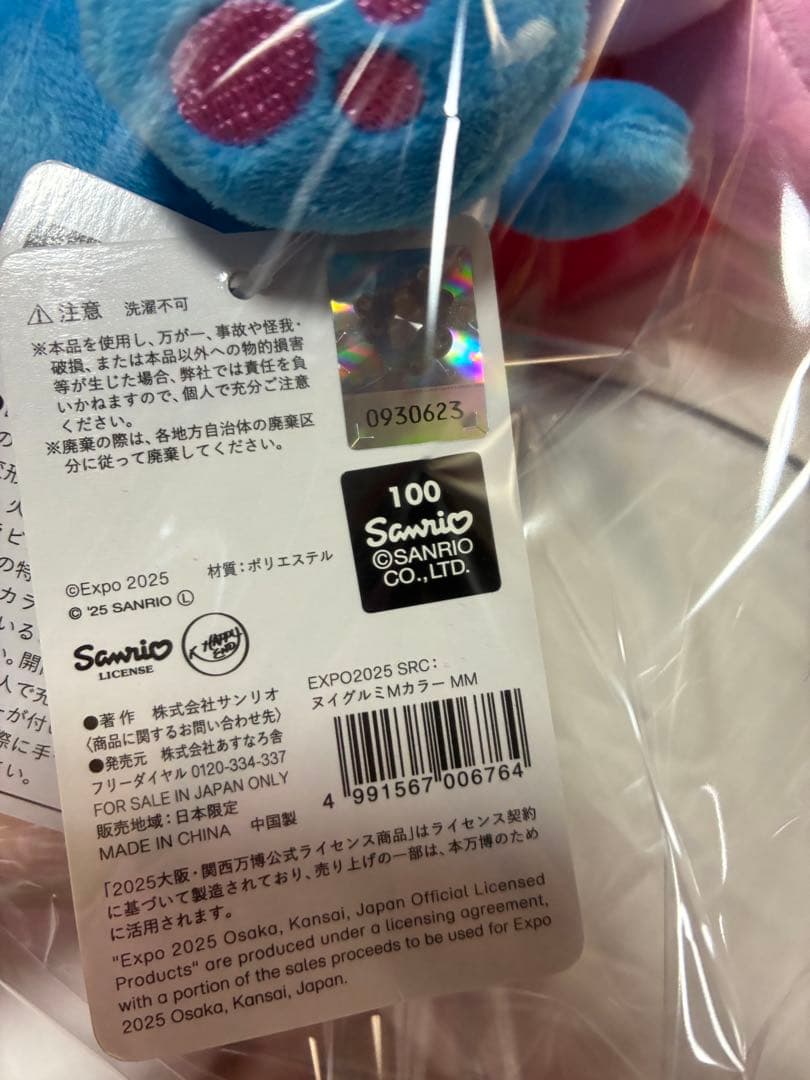 ⚠注意 洗濯不可
※本品を使用し、万が一、事故や怪我・
破損、または本品以外への物的損害
等が生じた場合、弊社では責任を負
いかねますので、個人で充分ご注意
ください。
※廃棄の際は、各地方自治体の廃棄区
分に従って廃棄してください。
0930623
100
Sanrio
©SANRIO
CO.,LTD.
©Expo 2025 材質:ポリエステル
© '25 SANRIO Ⓛ
Sanrio
LICENSE
HAPPY
END
●著作 株式会社サンリオ
〈商品に関するお問い合わせ先〉
●発売元 株式会社あすなろ舎
フリーダイヤル 0120-334-337
FOR SALE IN JAPAN ONLY
販売地域:日本限定
MADE IN CHINA 中国製
EXPO2025 SRC:
ヌイグルミMカラー MM
4 991567 006764
「2025大阪・関西万博公式ライセンス商品」はライセンス契約
に基づいて製造されており、売り上げの一部は、本万博のため
に活用されます。
"Expo 2025 Osaka, Kansai, Japan Official Licensed
Products" are produced under a licensing agreement,
with a portion of the sales proceeds to be used for Expo
2025 Osaka, Kansai, Japan.